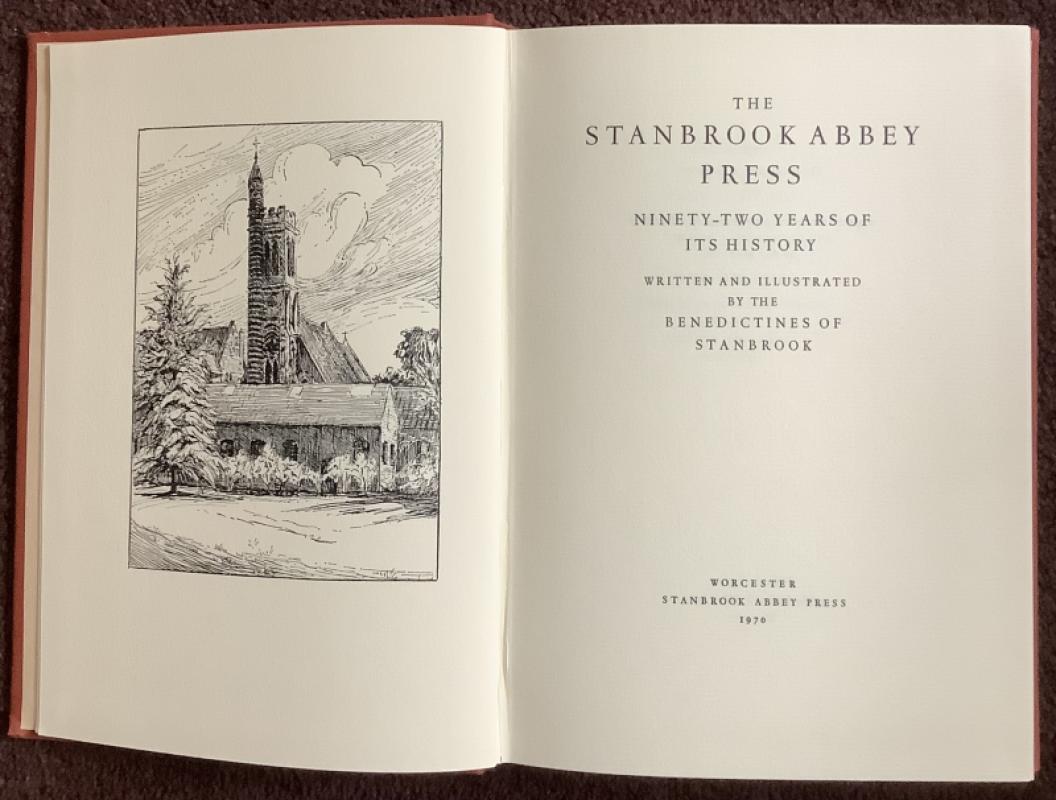 THE
STANBROOK ABBEY
PRESS
NINETY-TWO YEARS OF
ITS HISTORY
WRITTEN AND ILLUSTRATED
BY THE
BENEDICTINES OF
STANBROOK
WORCESTER
STANBROOK ABBEY PRESS
1970